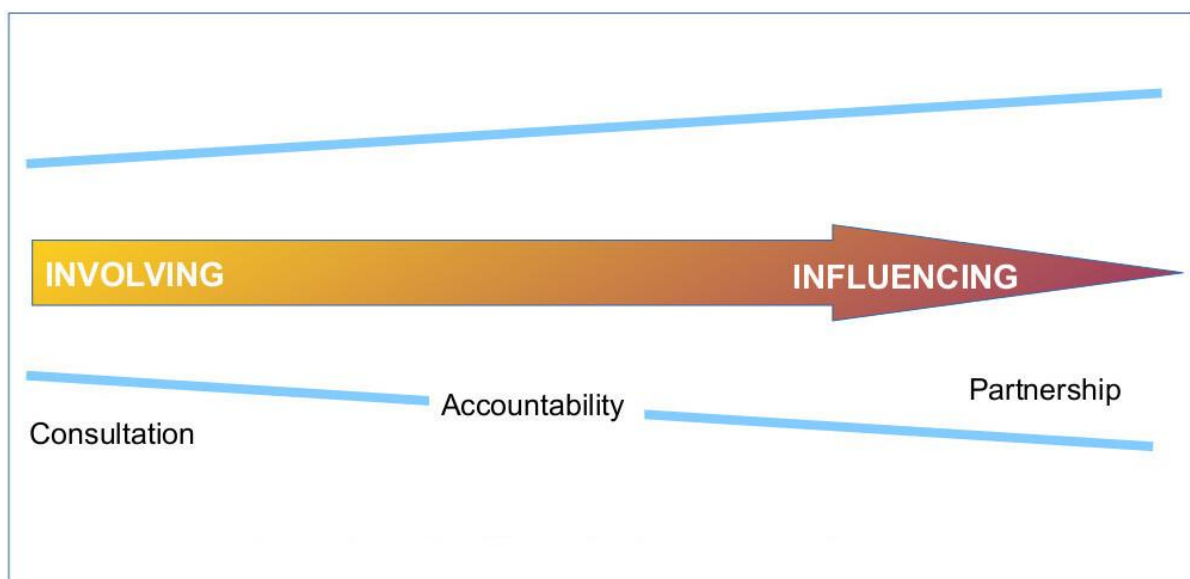 INVOLVING
INFLUENCING
Partnership
Accountability
Consultation